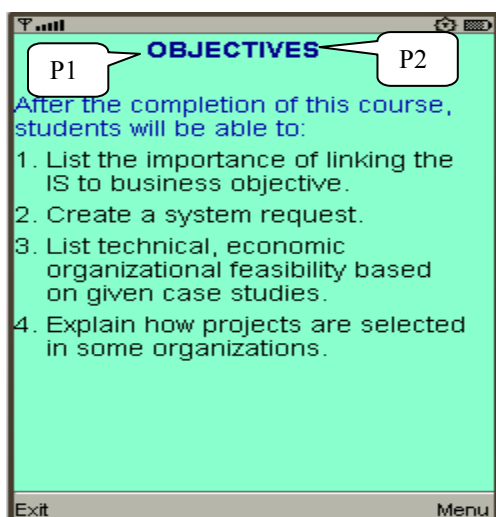 OBJECTIVES
P1
P2
After the completion of this course,
students will be able to:
1. List the importance of linking the
IS to business objective.
2. Create a system request.
3. List technical, economic
organizational feasibility based
on given case studies.
4. Explain how projects are selected
in some organizations.
Exit
Menu